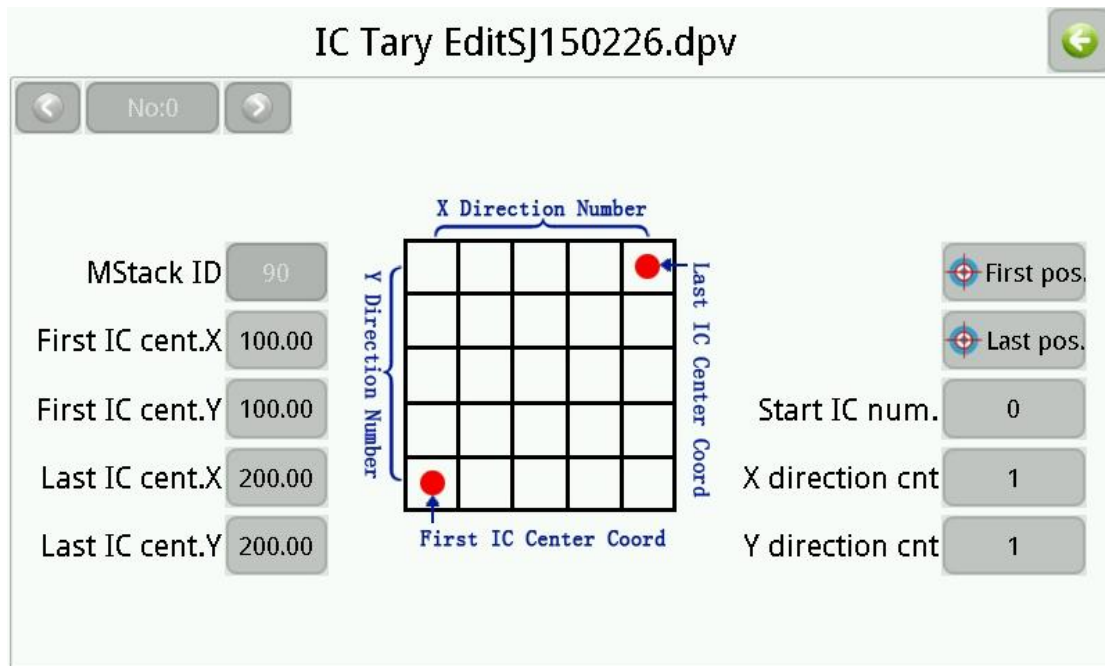 IC Tary EditSJ150226.dpv
No:0
X Direction Number
Y Direction Number
Last IC Center Coord
First IC Center Coord
MStack ID 90
First IC cent.X 100.00
First IC cent.Y 100.00
Last IC cent.X 200.00
Last IC cent.Y 200.00
First pos.
Last pos.
Start IC num. 0
X direction cnt 1
Y direction cnt 1